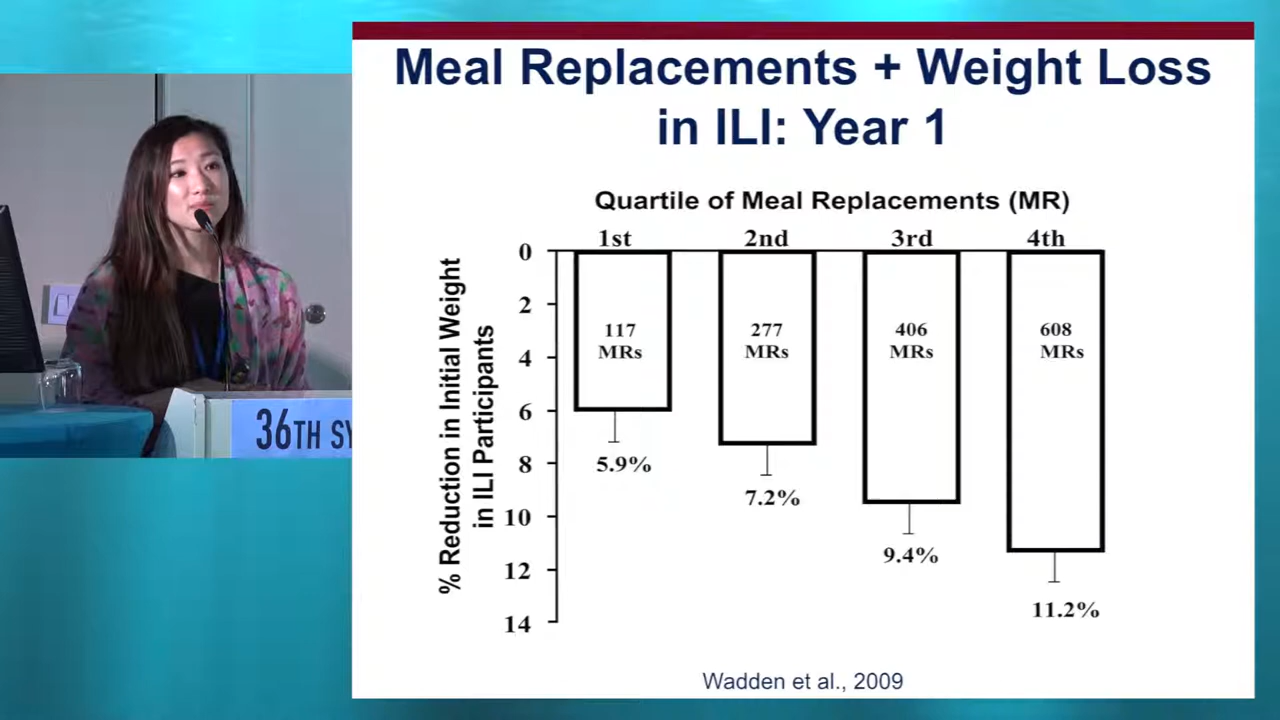 Meal Replacements + Weight Loss
in ILI: Year 1
Quartile of Meal Replacements (MR)
1st 2nd 3rd 4th
% Reduction in Initial Weight
in ILI Participants
0
2
4
6
8
10
12
14
117
MRs
277
MRs
406
MRs
608
MRs
5.9%
7.2%
9.4%
11.2%
Wadden et al., 2009
36TH SY